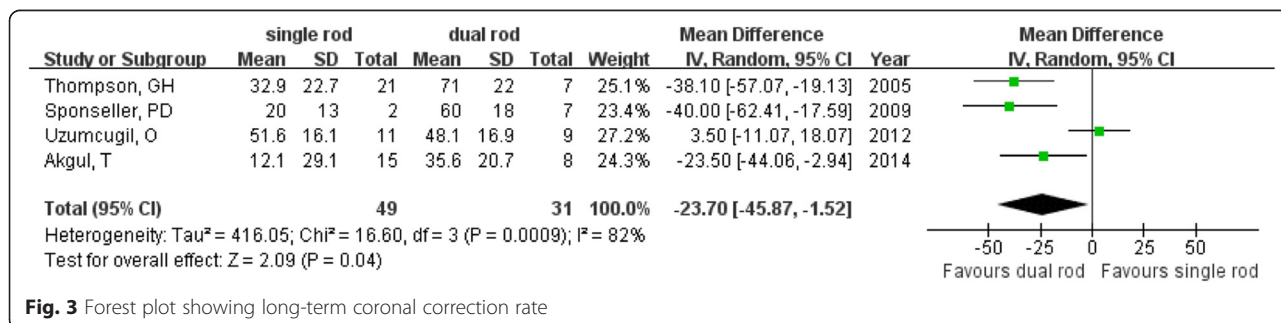 single rod dual rod Mean Difference Mean Difference
Study or Subgroup Mean SD Total Mean SD Total Weight IV, Random, 95% CI Year IV, Random, 95% CI
Thompson, GH 32.9 22.7 21 71 22 7 25.1% -38.10 [-57.07, -19.13] 2005
Sponseller, PD 20 13 2 60 18 7 23.4% -40.00 [-62.41, -17.59] 2009
Uzumcugil, O 51.6 16.1 11 48.1 16.9 9 27.2% 3.50 [-11.07, 18.07] 2012
Akgul, T 12.1 29.1 15 35.6 20.7 8 24.3% -23.50 [-44.06, -2.94] 2014
Total (95% CI) 49 31 100.0% -23.70 [-45.87, -1.52]
Heterogeneity: Tau² = 416.05; Chi² = 16.60, df = 3 (P = 0.0009); I² = 82%
Test for overall effect: Z = 2.09 (P = 0.04)
-50 -25 0 25 50
Favours dual rod Favours single rod
Fig. 3 Forest plot showing long-term coronal correction rate